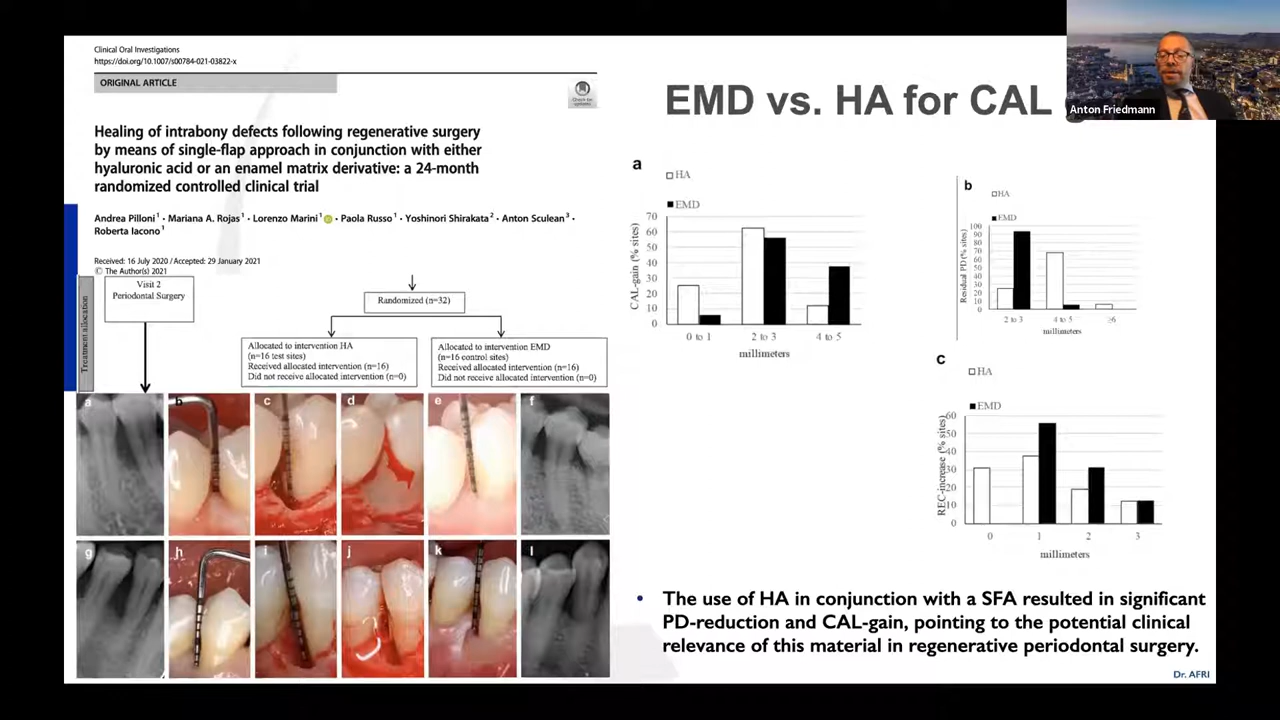 Clinical Oral Investigations
https://doi.org/10.1007/s00784-021-03822-x
ORIGINAL ARTICLE
Check for
updates
Healing of intrabony defects following regenerative surgery
by means of single-flap approach in conjunction with either
hyaluronic acid or an enamel matrix derivative: a 24-month
randomized controlled clinical trial
Andrea Pilloni¹ · Mariana A. Rojas¹ · Lorenzo Marini¹ · Paola Russo¹ · Yoshinori Shirakata² · Anton Sculean³ ·
Roberta Iacono¹
Received: 16 July 2020 / Accepted: 29 January 2021
© The Author(s) 2021
Treatment allocation
Visit 2
Periodontal Surgery
Randomized (n=32)
Allocated to intervention HA
(n=16 test sites)
Received allocated intervention (n=16)
Did not receive allocated intervention (n=0)
Allocated to intervention EMD
(n=16 control sites)
Received allocated intervention (n=16)
Did not receive allocated intervention (n=0)
a b c d e f
g h i j k l
EMD vs. HA for CAL
Anton Friedmann
a
HA
EMD
CAL-gain (% sites)
70
60
50
40
30
20
10
0
0 to 1 2 to 3 4 to 5
millimeters
b
HA
EMD
Residual PD (% sites)
100
90
80
70
60
50
40
30
20
10
0
2 to 3 4 to 5 ≥6
millimeters
c
HA
EMD
REC-increase (% sites)
60
50
40
30
20
10
0
0 1 2 3
millimeters
• The use of HA in conjunction with a SFA resulted in significant
PD-reduction and CAL-gain, pointing to the potential clinical
relevance of this material in regenerative periodontal surgery.
Dr. AFRI